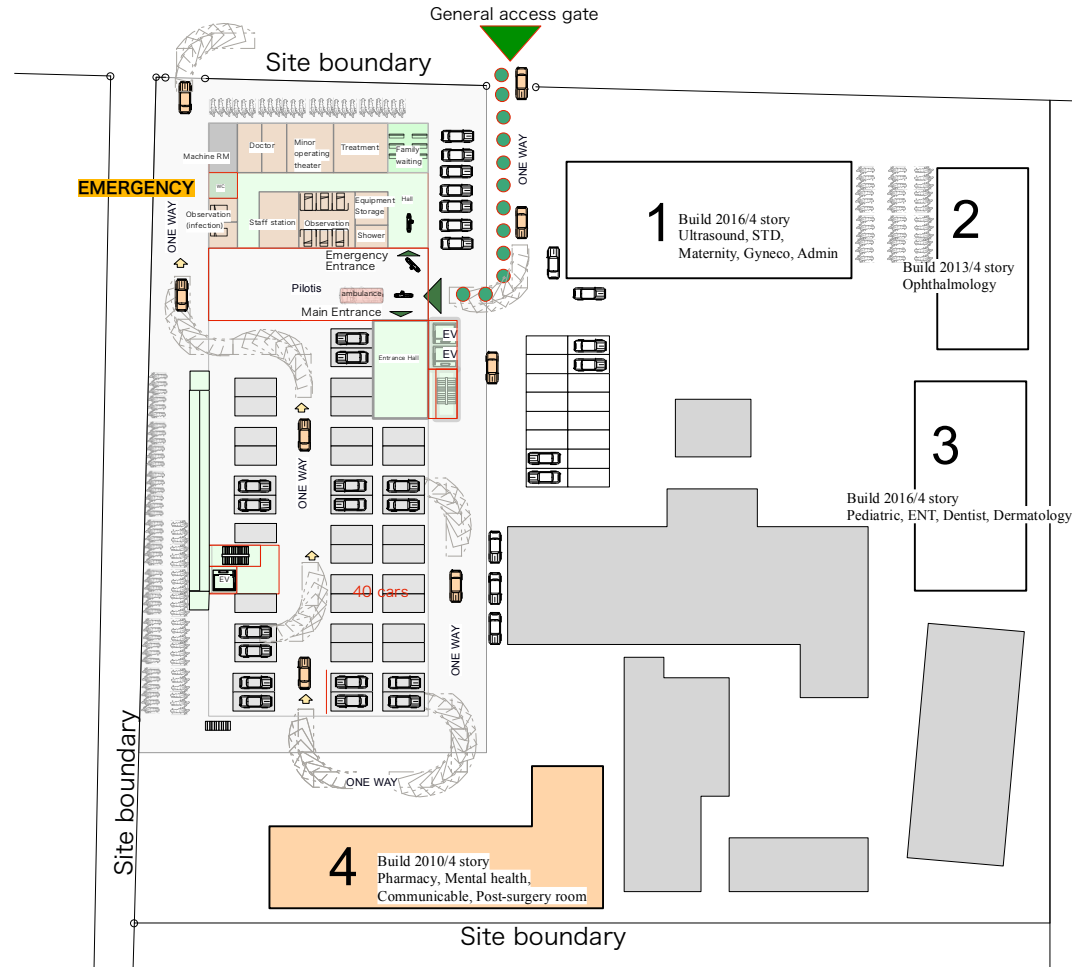 General access gate
Site boundary
ONE WAY
Machine RM
Doctor
Minor
operating
theater
Treatment
Family
waiting
EMERGENCY
WC
Hall
Observation
(infection)
Staff station
Observation
Equipment
Storage
Shower
ONE WAY
Emergency
Entrance
Pilotis
ambulance
Main Entrance
Entrance Hall
EV
EV
1
Build 2016/4 story
Ultrasound, STD,
Maternity, Gyneco, Admin
2
Build 2013/4 story
Ophthalmology
3
Build 2016/4 story
Pediatric, ENT, Dentist, Dermatology
ONE WAY
EV
40 cars
ONE WAY
ONE WAY
Site boundary
4
Build 2010/4 story
Pharmacy, Mental health,
Communicable, Post-surgery room
Site boundary